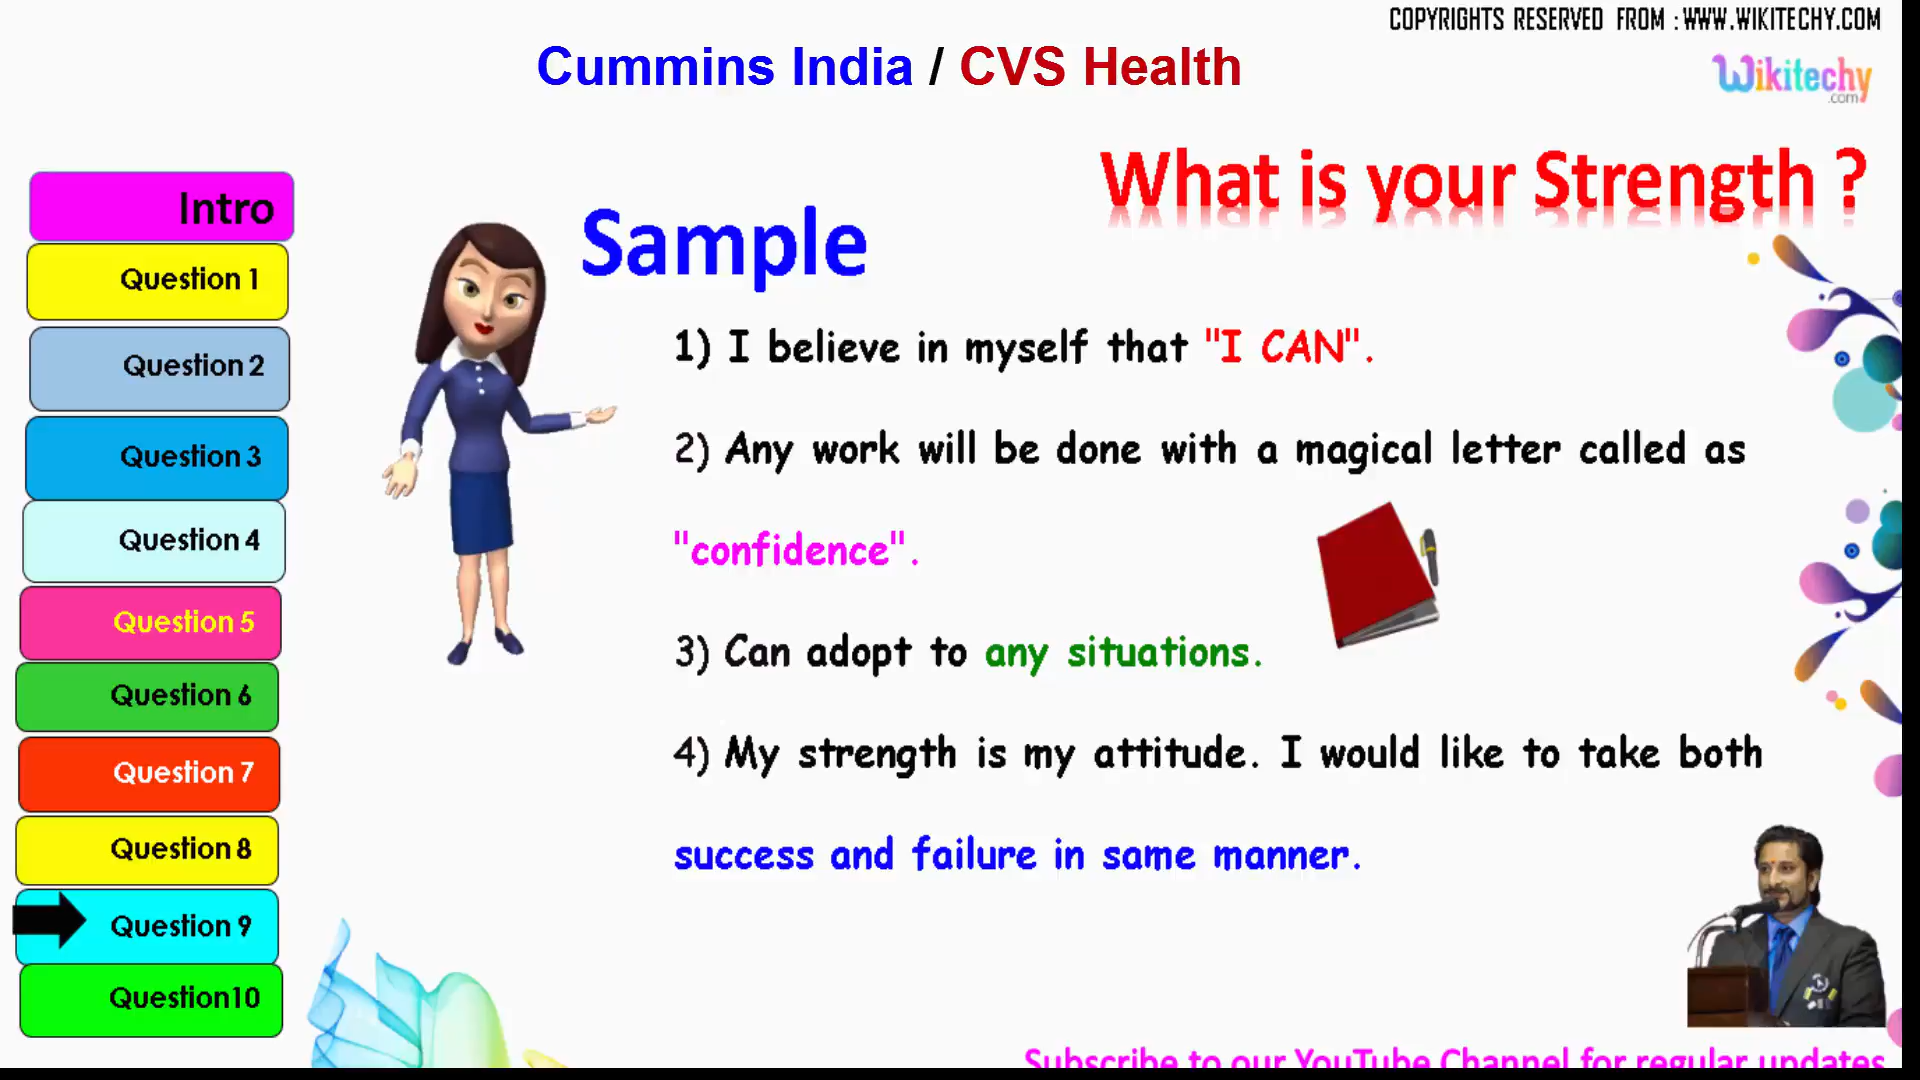 COPYRIGHTS RESERVED FROM : WWW.WIKITECHY.COM
Cummins India / CVS Health
Wikitechy
.com
What is your Strength ?
Sample
Intro
Question 1
Question 2
Question 3
Question 4
Question 5
Question 6
Question 7
Question 8
Question 9
Question10
1) I believe in myself that "I CAN".
2) Any work will be done with a magical letter called as
"confidence".
3) Can adopt to any situations.
4) My strength is my attitude. I would like to take both
success and failure in same manner.
Subscribe to our YouTube Channel for regular updates